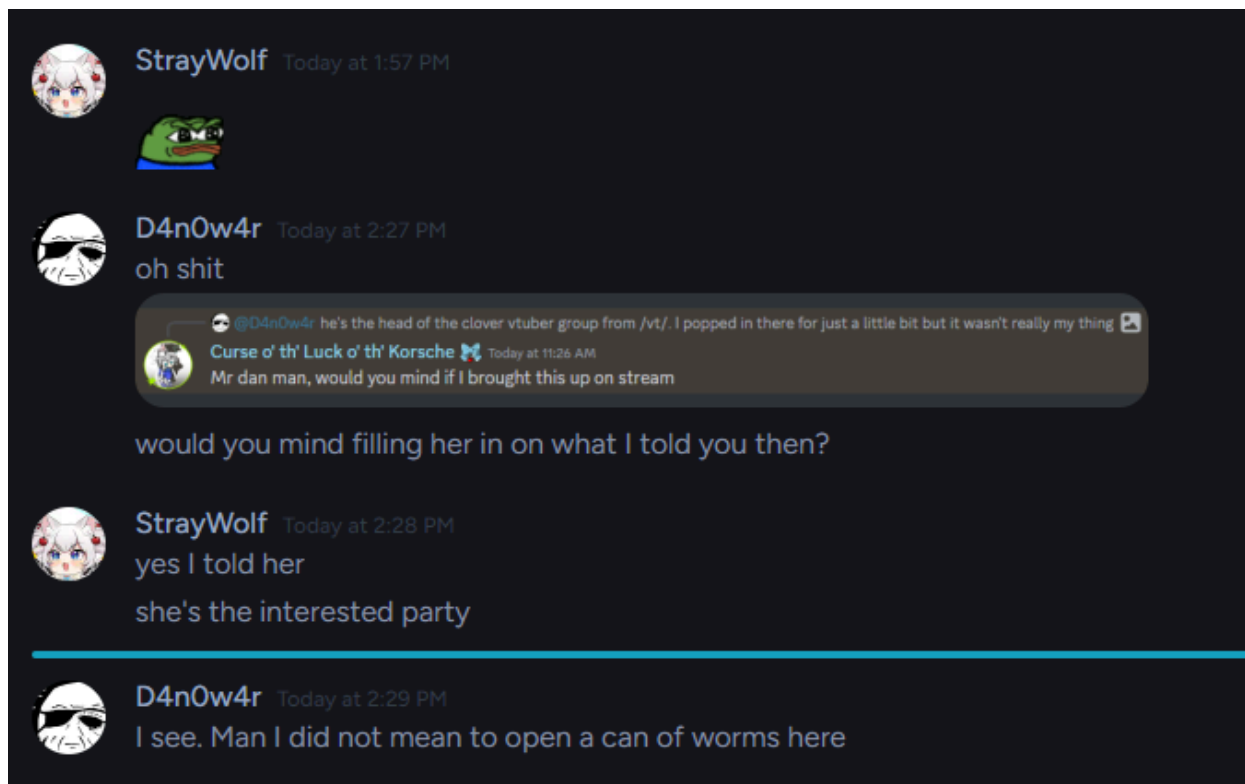 StrayWolf Today at 1:57 PM
D4n0w4r Today at 2:27 PM
oh shit
@D4n0w4r he's the head of the clover vtuber group from /vt/. I popped in there for just a little bit but it wasn't really my thing
Curse o' th' Luck o' th' Korsche Today at 11:26 AM
Mr dan man, would you mind if I brought this up on stream
would you mind filling her in on what I told you then?
StrayWolf Today at 2:28 PM
yes I told her
she's the interested party
D4n0w4r Today at 2:29 PM
I see. Man I did not mean to open a can of worms here